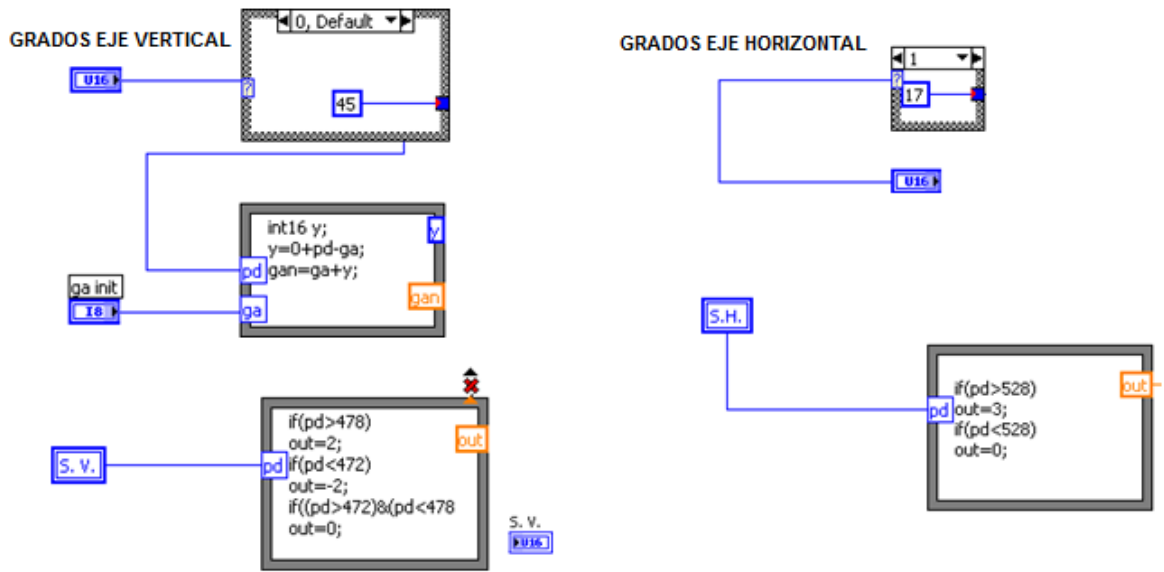 GRADOS EJE VERTICAL
0, Default
U16
?
45
int16 y;
y=0+pd-ga;
gan=ga+y;
y
pd
gan
ga init
I8
ga
if(pd>478)
out=2;
if(pd<472)
out=-2;
if((pd>472)&(pd<478
out=0;
out
S. V.
pd
S. V.
U16
GRADOS EJE HORIZONTAL
1
?
17
U16
S.H.
if(pd>528)
out=3;
if(pd<528)
out=0;
out
pd